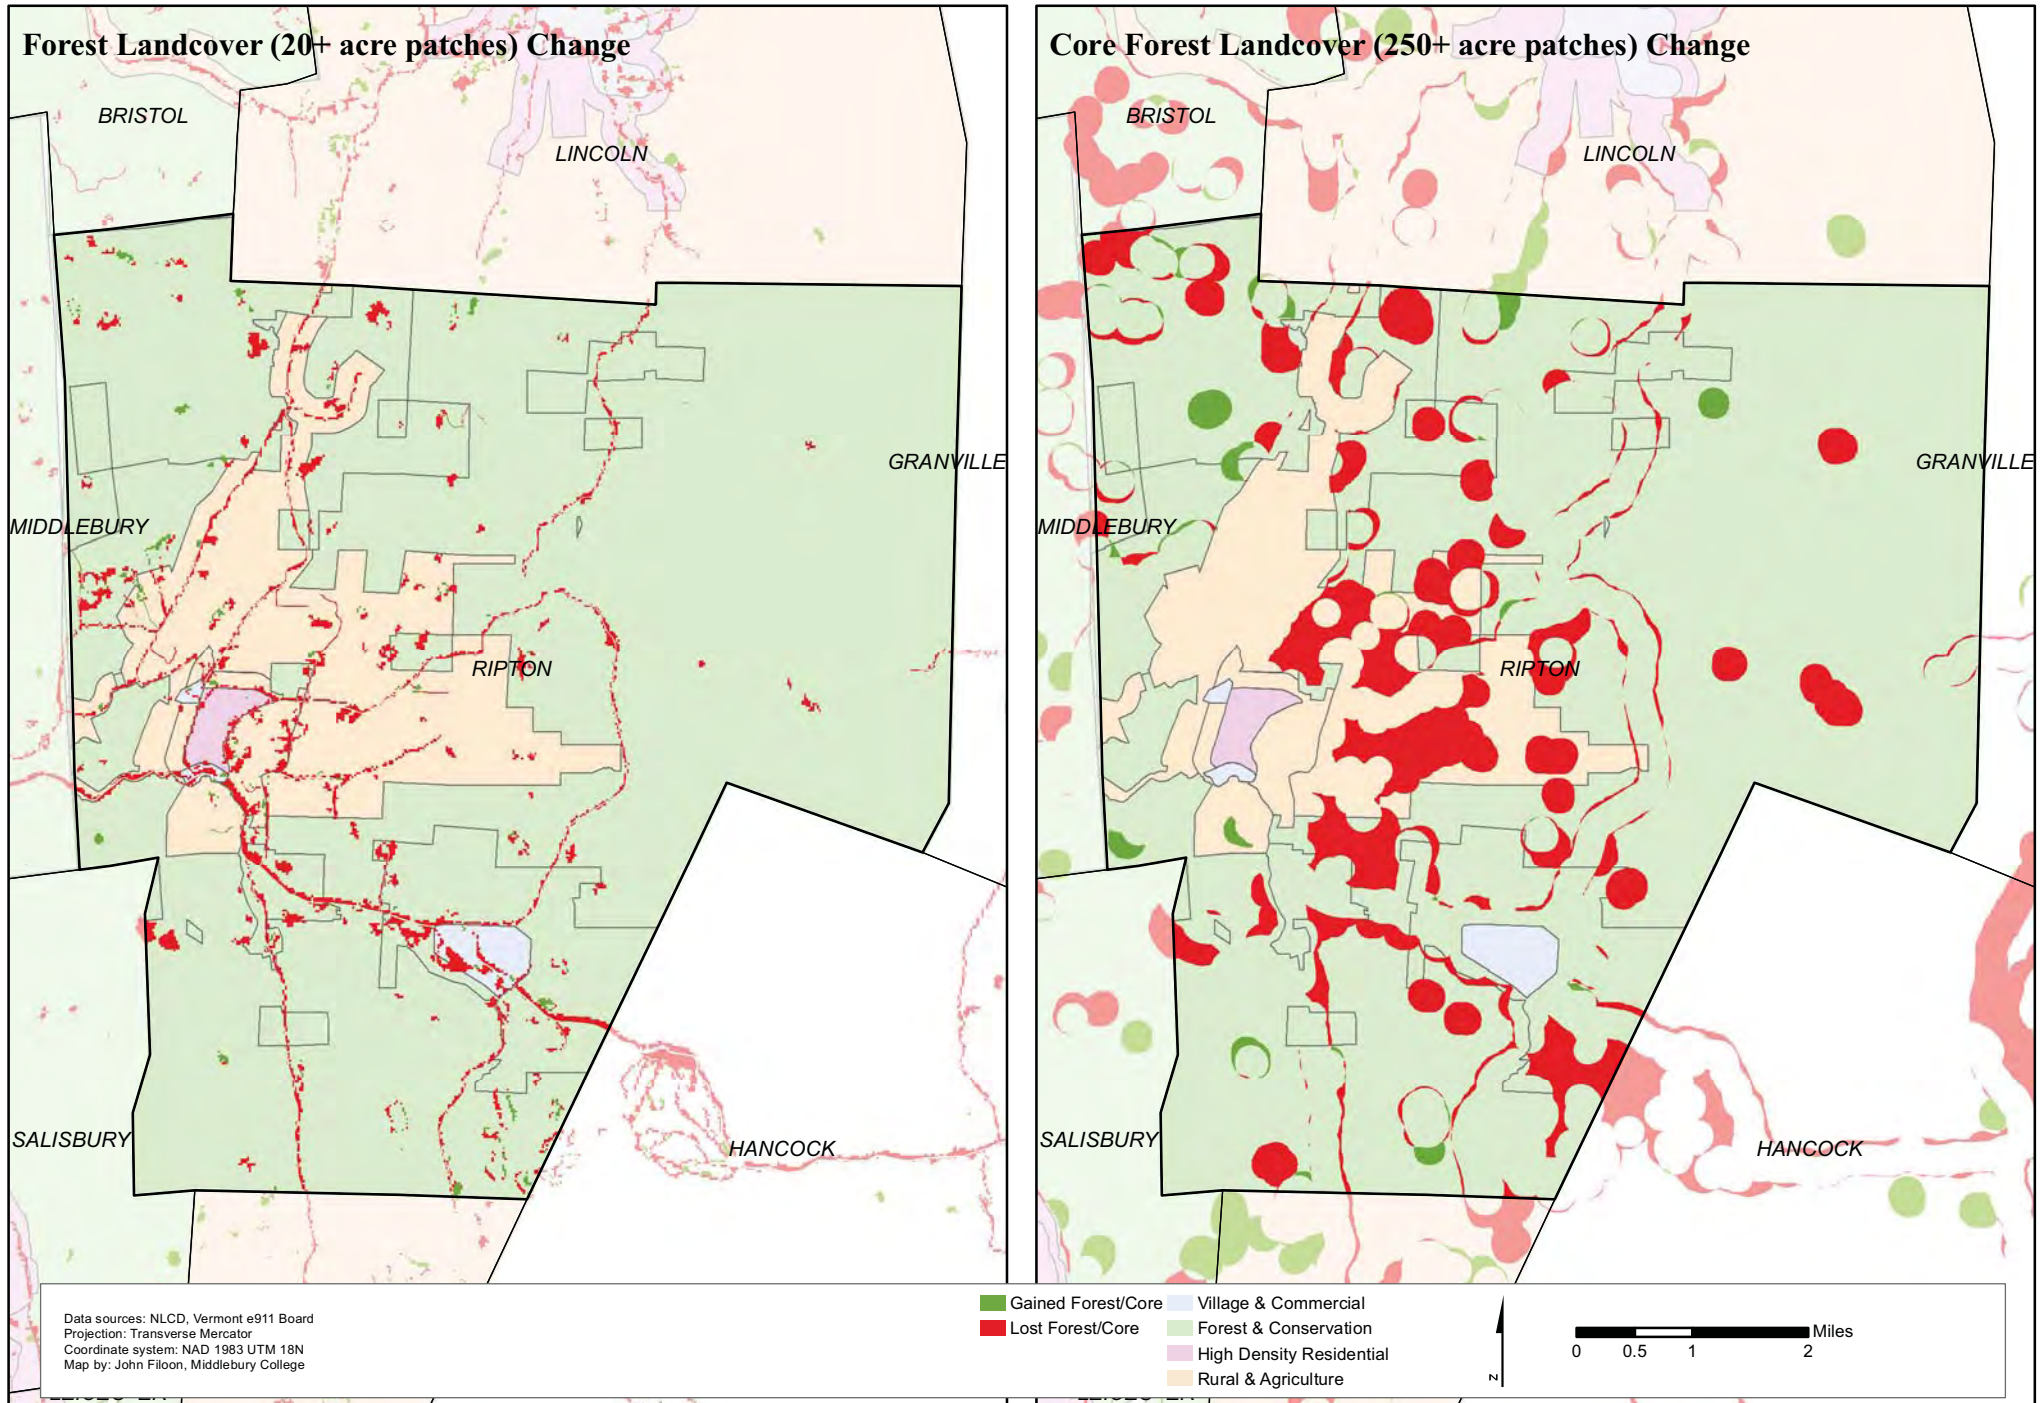 Forest Landcover (20+ acre patches) Change
BRISTOL
LINCOLN
GRANVILLE
MIDDLEBURY
RIPTON
SALISBURY
HANCOCK
Core Forest Landcover (250+ acre patches) Change
BRISTOL
LINCOLN
GRANVILLE
MIDDLEBURY
RIPTON
SALISBURY
HANCOCK
Data sources: NLCD, Vermont e911 Board
Projection: Transverse Mercator
Coordinate system: NAD 1983 UTM 18N
Map by: John Filoon, Middlebury College
Gained Forest/Core
Lost Forest/Core
Village & Commercial
Forest & Conservation
High Density Residential
Rural & Agriculture
N
Miles
0 0.5 1 2